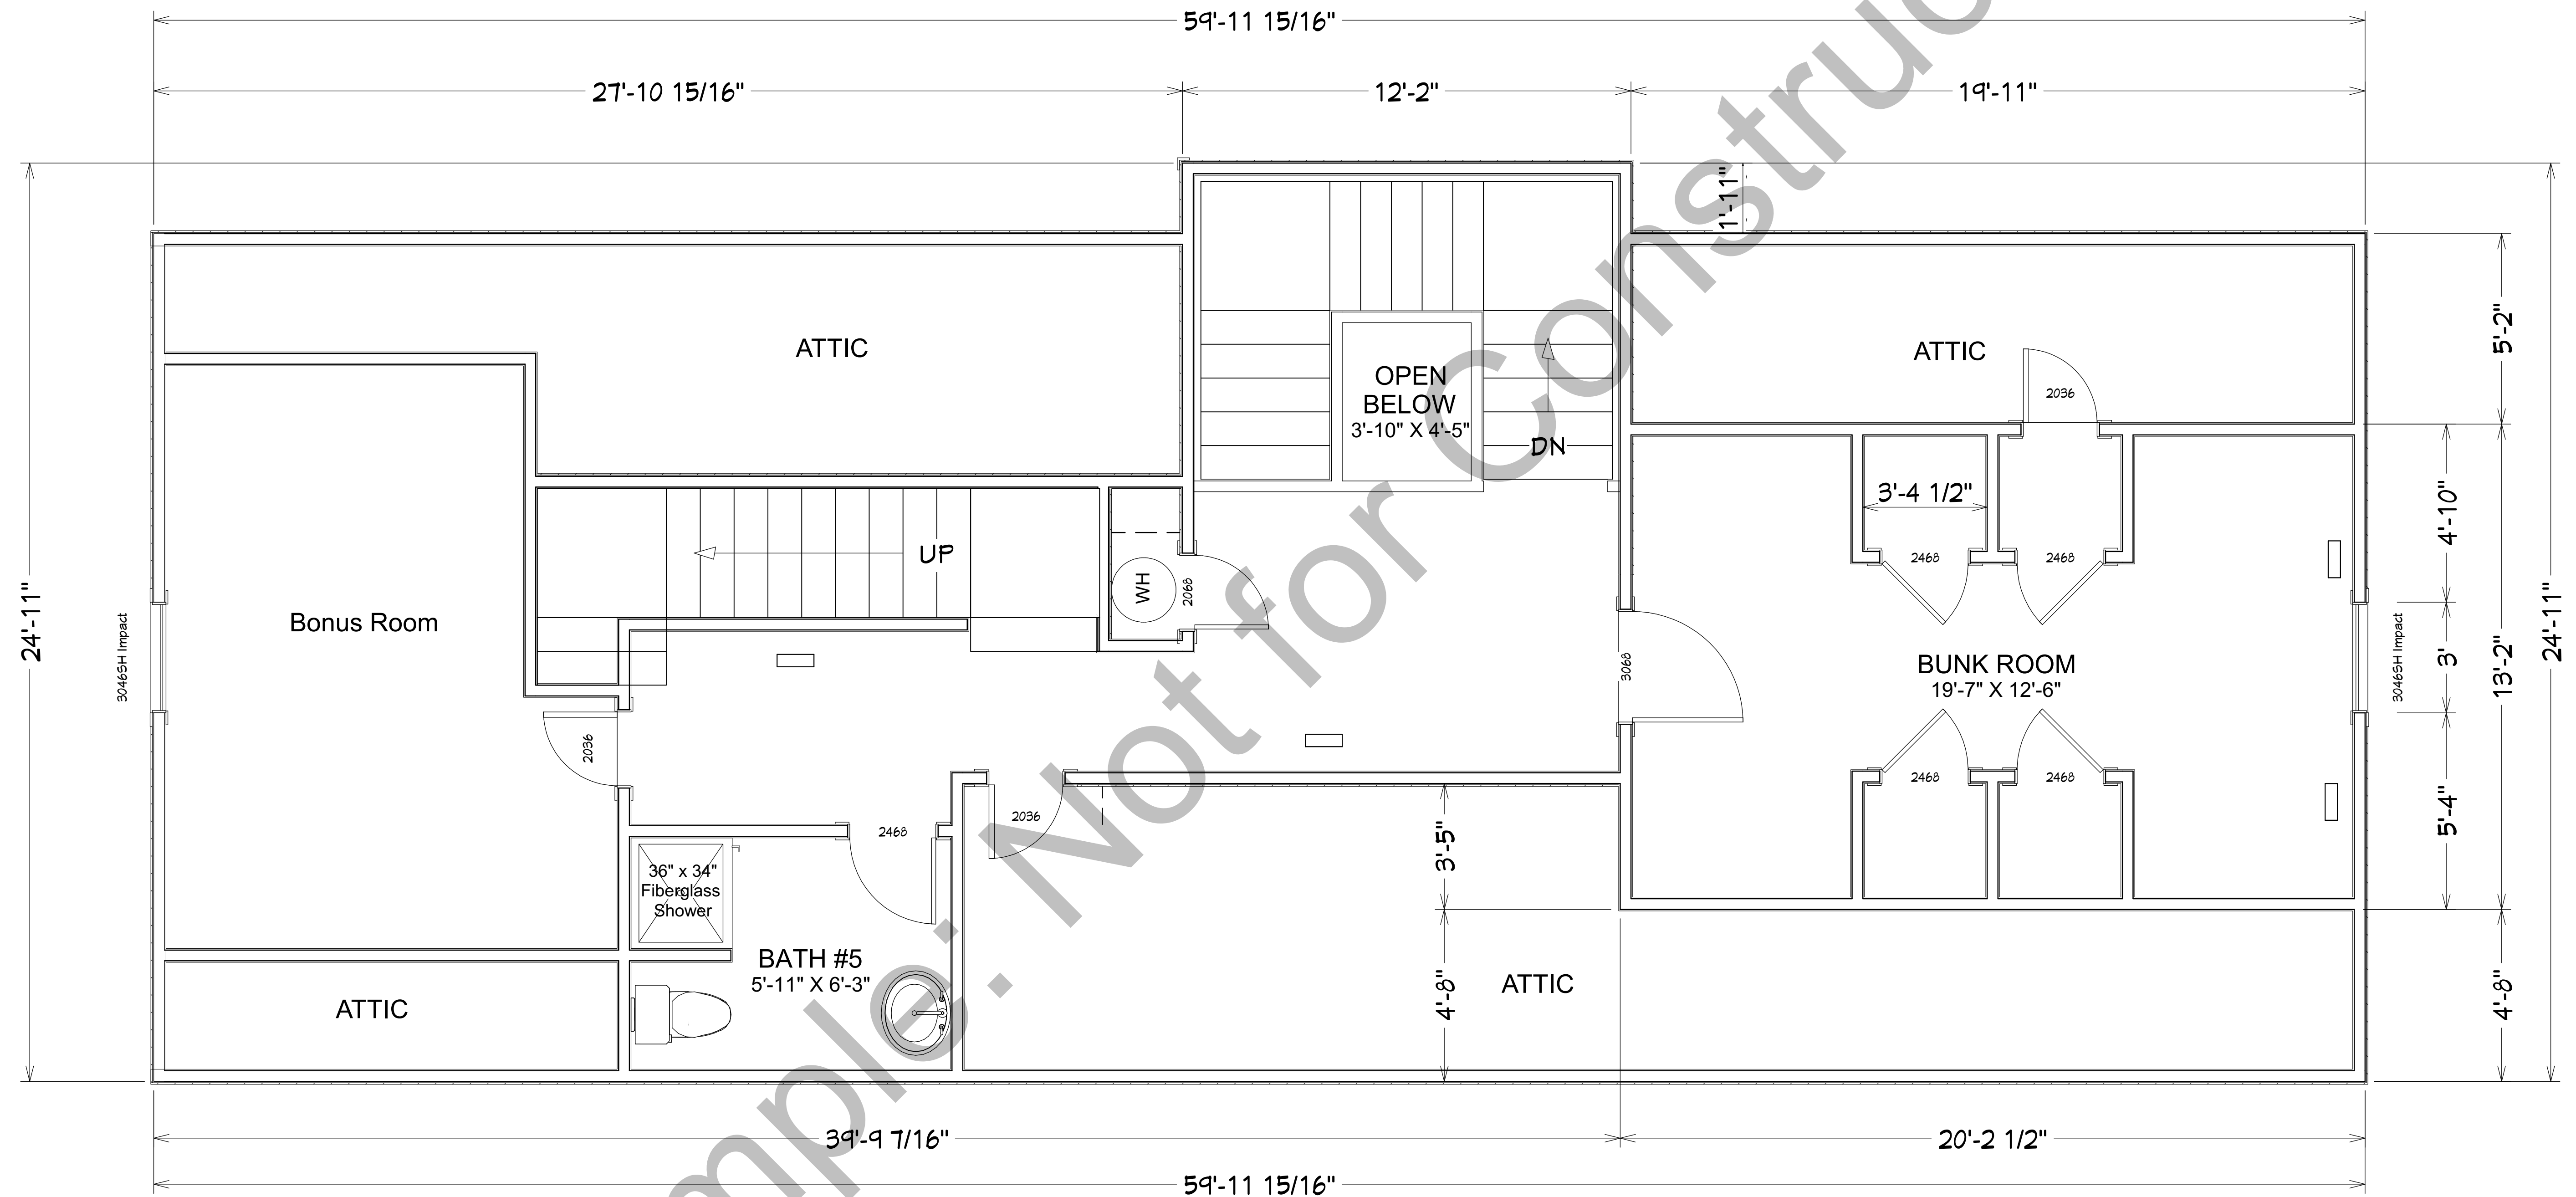 59'-11 15/16"
27'-10 15/16"
12'-2"
19'-11"
1'-11"
ATTIC
ATTIC
5'-2"
2036
OPEN
BELOW
3'-10" X 4'-5"
DN
3'-4 1/2"
4'-10"
UP
WH
2068
2468
2468
24'-11"
3046SH Impact
Bonus Room
3068
BUNK ROOM
19'-7" X 12'-6"
3046SH Impact
3'
13'-2"
24'-11"
2036
2468
2036
2468
2468
5'-4"
3'-5"
36" x 34"
Fiberglass
Shower
BATH #5
5'-11" X 6'-3"
ATTIC
4'-8"
ATTIC
4'-8"
39'-9 7/16"
20'-2 1/2"
59'-11 15/16"
mple: Not for Construc